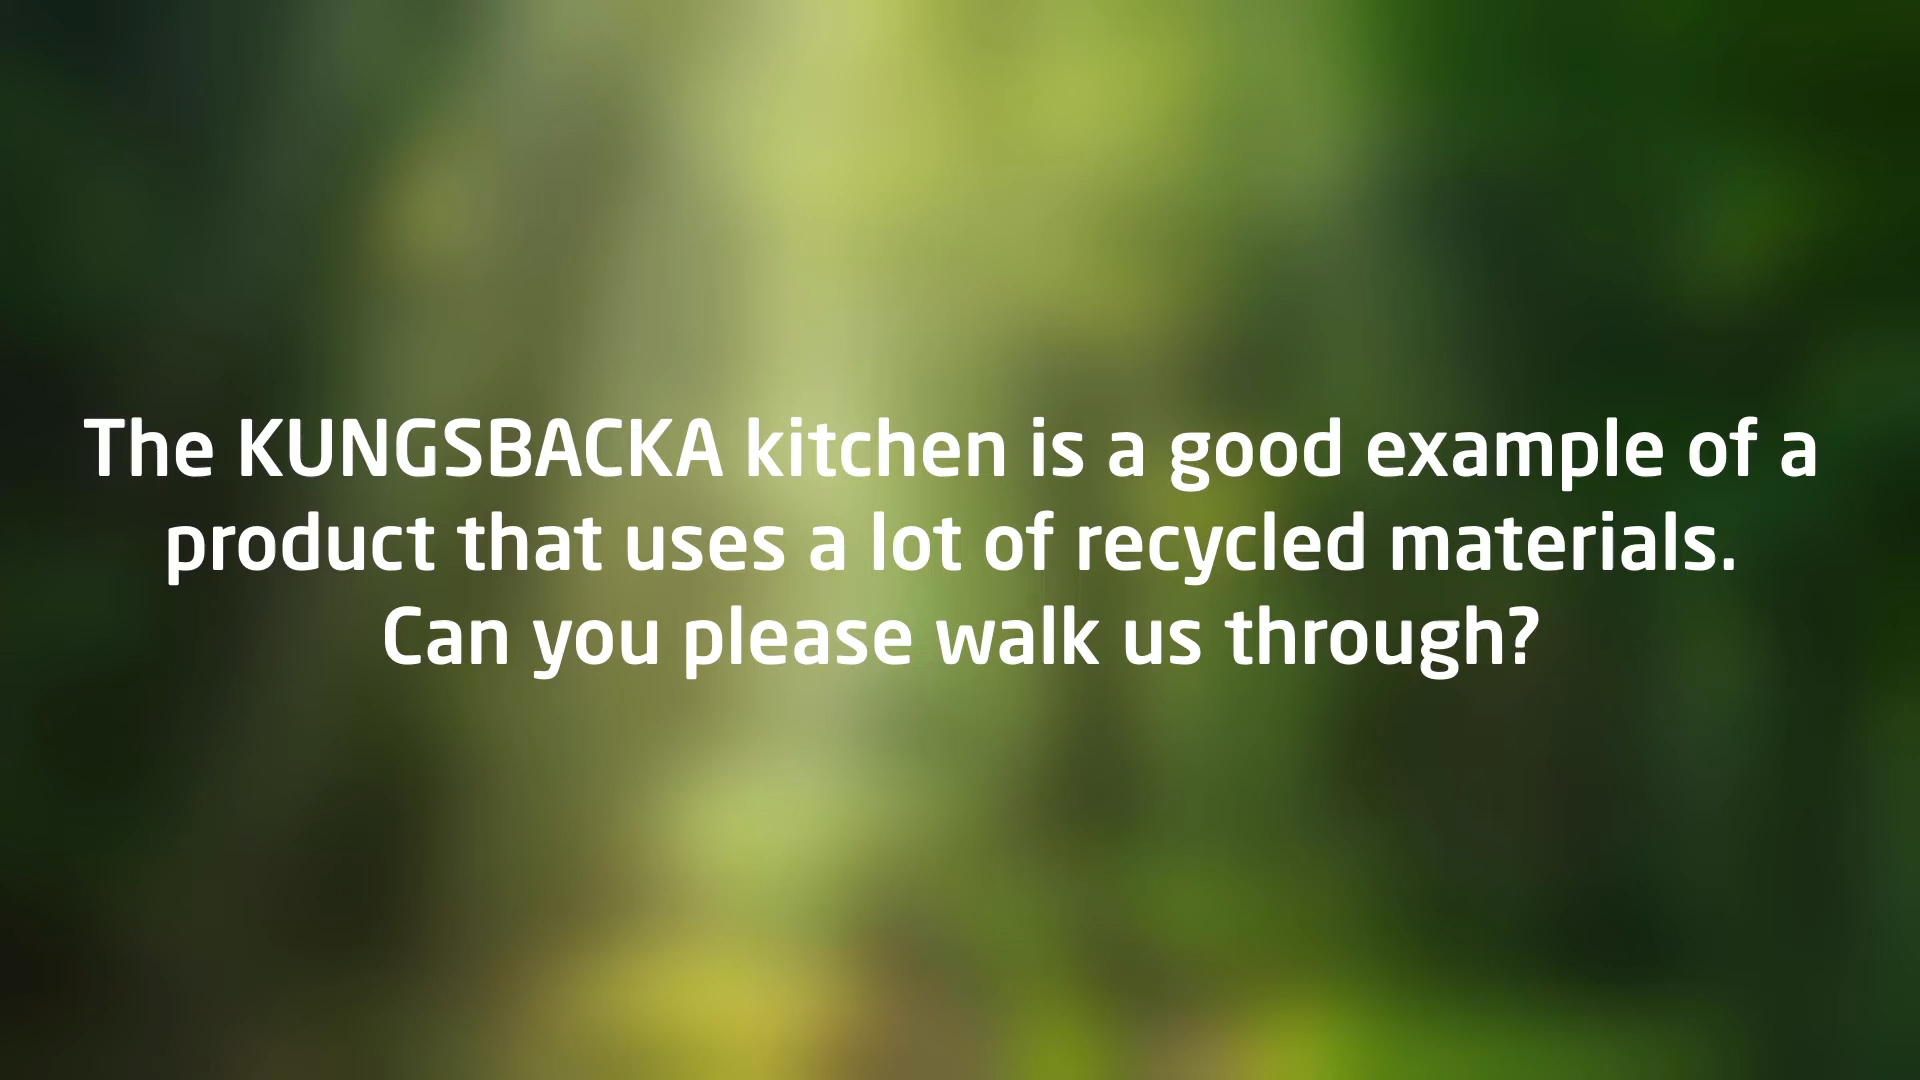 The KUNGSBACKA kitchen is a good example of a
product that uses a lot of recycled materials.
Can you please walk us through?